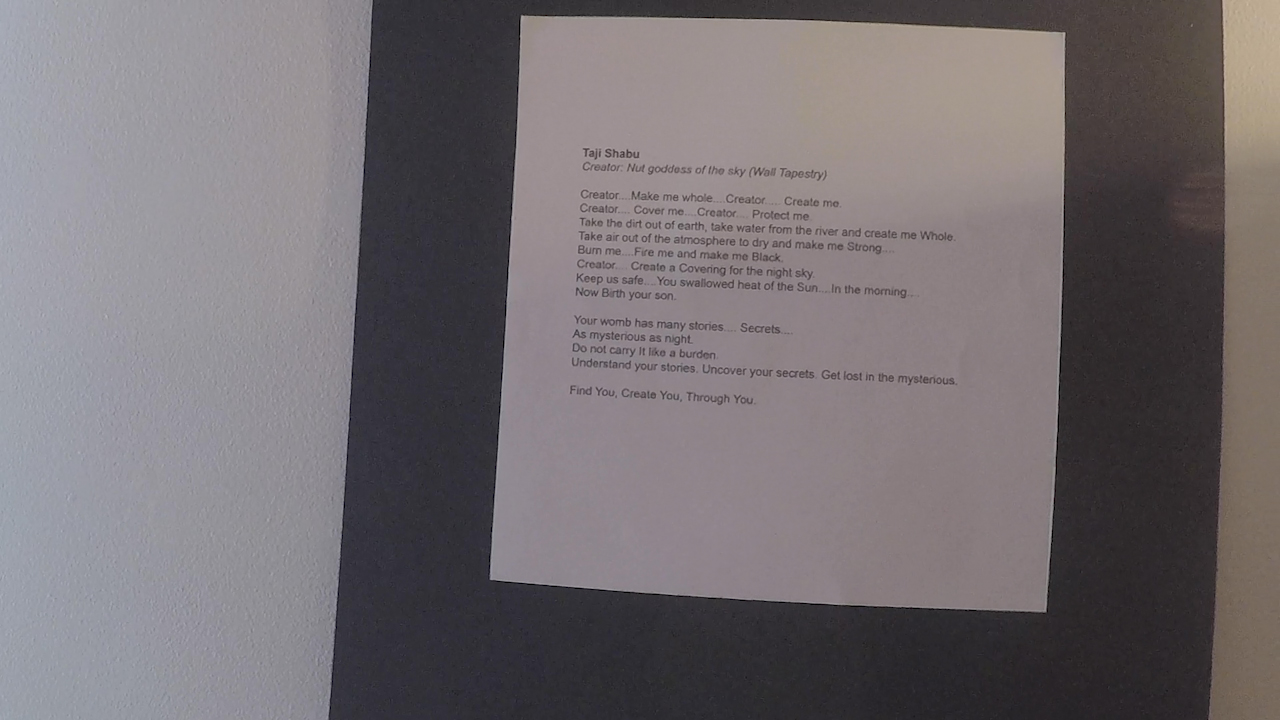 Taji Shabu
Creator: Nut goddess of the sky (Wall Tapestry)
Creator....Make me whole....Creator.... Create me.
Creator.... Cover me....Creator.... Protect me.
Take the dirt out of earth, take water from the river and create me Whole.
Take air out of the atmosphere to dry and make me Strong....
Burn me....Fire me and make me Black.
Creator.... Create a Covering for the night sky.
Keep us safe....You swallowed heat of the Sun....In the morning....
Now Birth your son.
Your womb has many stories.... Secrets....
As mysterious as night.
Do not carry It like a burden.
Understand your stories. Uncover your secrets. Get lost in the mysterious.
Find You, Create You, Through You.